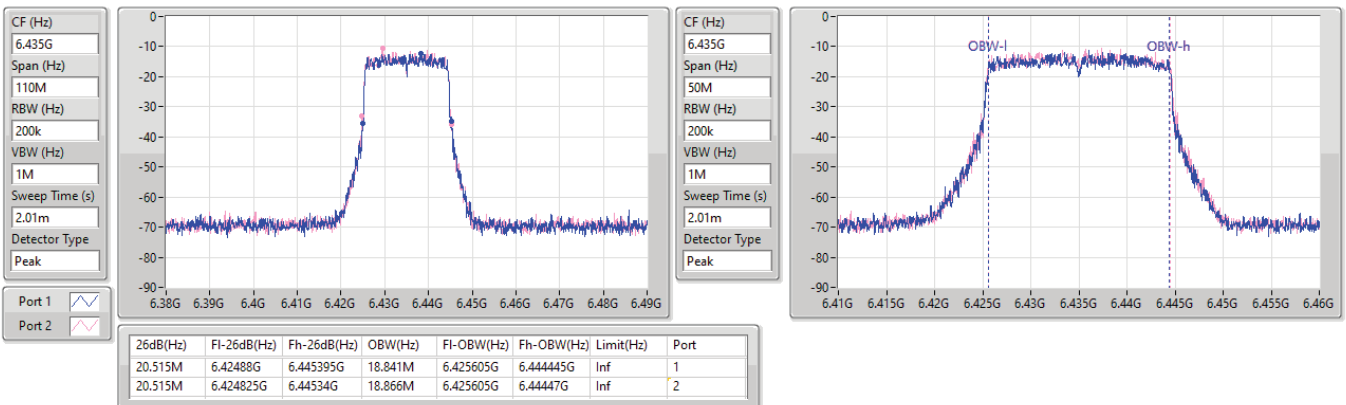 CF (Hz)
6.435G
Span (Hz)
110M
RBW (Hz)
200k
VBW (Hz)
1M
Sweep Time (s)
2.01m
Detector Type
Peak
Port 1
Port 2
0-
-10-
-20-
-30-
-40-
-50-
-60-
-70-
-80-
-90-
6.38G 6.39G 6.4G 6.41G 6.42G 6.43G 6.44G 6.45G 6.46G 6.47G 6.48G 6.49G
CF (Hz)
6.435G
Span (Hz)
50M
RBW (Hz)
200k
VBW (Hz)
1M
Sweep Time (s)
2.01m
Detector Type
Peak
0-
-10-
-20-
-30-
-40-
-50-
-60-
-70-
-80-
-90-
OBW-l OBW-h
6.41G 6.415G 6.42G 6.425G 6.43G 6.435G 6.44G 6.445G 6.45G 6.455G 6.46G
26dB(Hz) Fl-26dB(Hz) Fh-26dB(Hz) OBW(Hz) Fl-OBW(Hz) Fh-OBW(Hz) Limit(Hz) Port
20.515M 6.42488G 6.445395G 18.841M 6.425605G 6.444445G Inf 1
20.515M 6.424825G 6.44534G 18.866M 6.425605G 6.44447G Inf 2